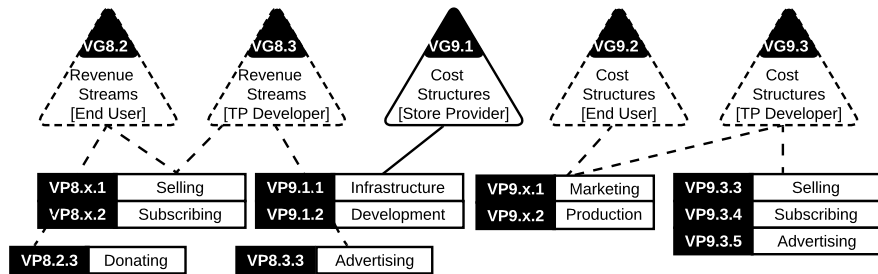 VG8.2
Revenue
Streams
[End User]
VG8.3
Revenue
Streams
[TP Developer]
VG9.1
Cost
Structures
[Store Provider]
VG9.2
Cost
Structures
[End User]
VG9.3
Cost
Structures
[TP Developer]
VP8.x.1 Selling
VP8.x.2 Subscribing
VP9.1.1 Infrastructure
VP9.1.2 Development
VP9.x.1 Marketing
VP9.x.2 Production
VP9.3.3 Selling
VP9.3.4 Subscribing
VP9.3.5 Advertising
VP8.2.3 Donating
VP8.3.3 Advertising